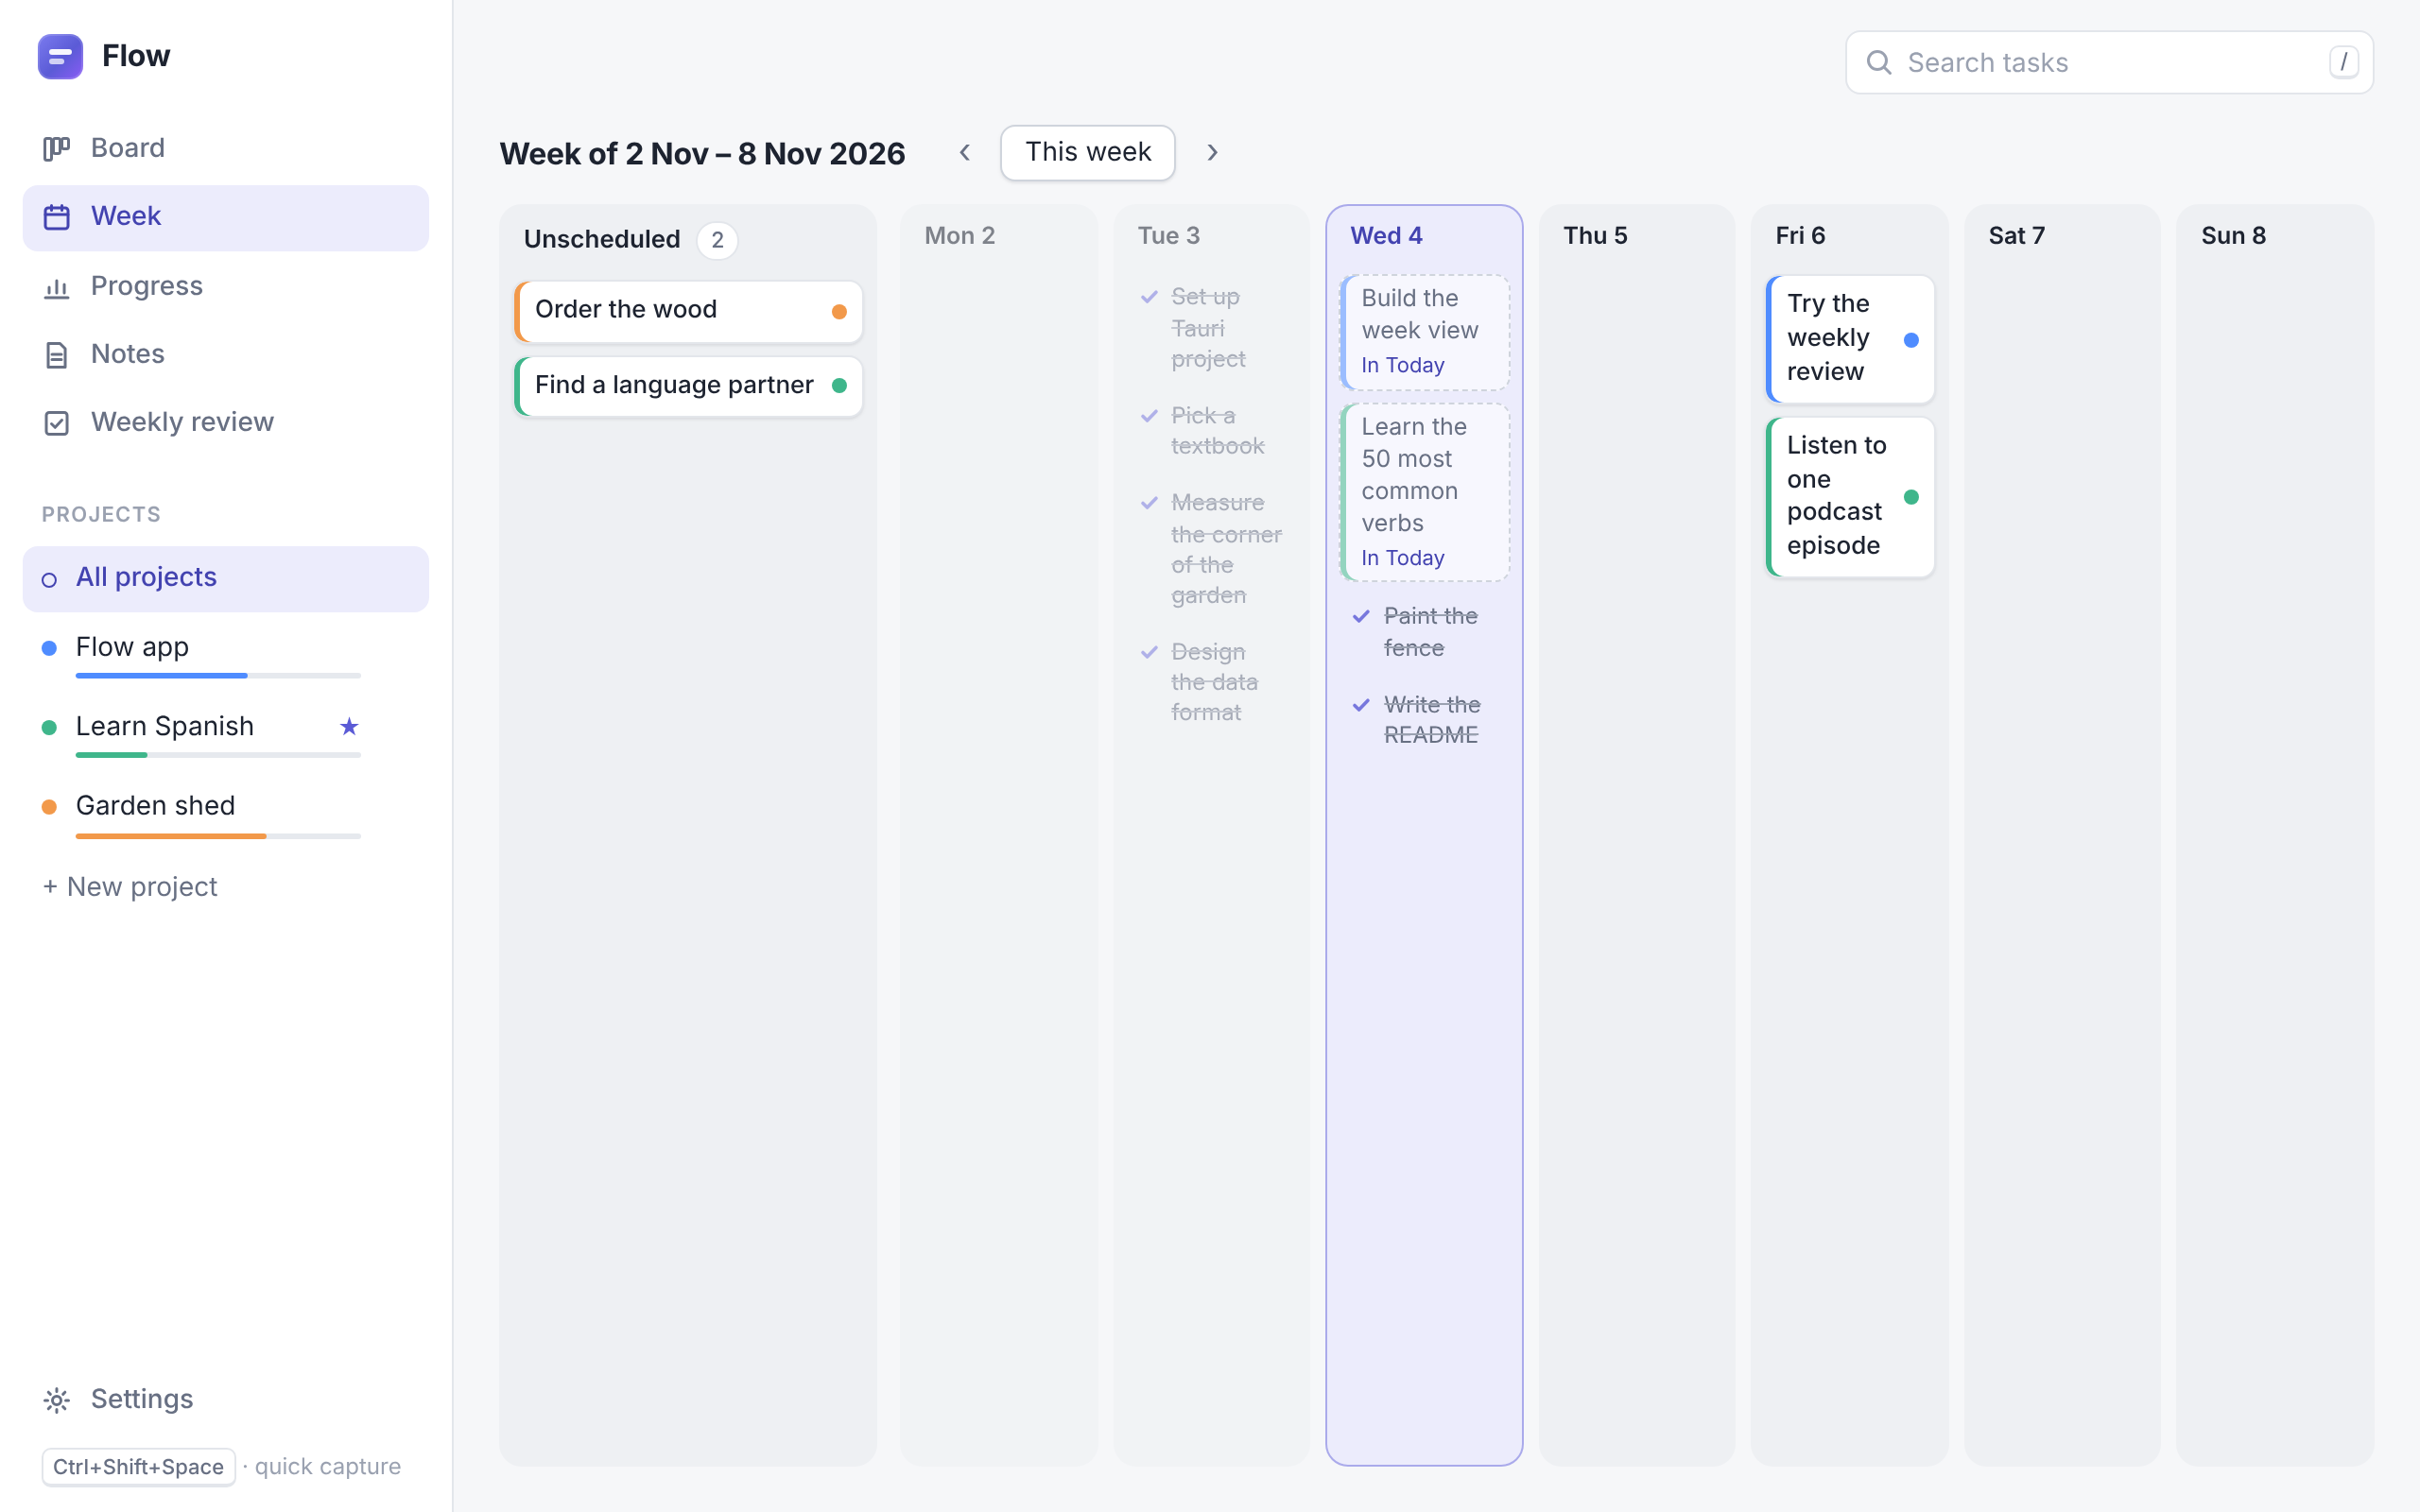 Flow
Board
Week
Progress
Notes
Weekly review
PROJECTS
All projects
Flow app
Learn Spanish
Garden shed
+ New project
Settings
Ctrl+Shift+Space · quick capture
Search tasks
/
Week of 2 Nov – 8 Nov 2026
This week
Unscheduled 2
Order the wood
Find a language partner
Mon 2
Tue 3
Set up
Tauri
project
Pick a
textbook
Measure
the corner
of the
garden
Design
the data
format
Wed 4
Build the
week view
In Today
Learn the
50 most
common
verbs
In Today
Paint the
fence
Write the
README
Thu 5
Fri 6
Try the
weekly
review
Listen to
one
podcast
episode
Sat 7
Sun 8